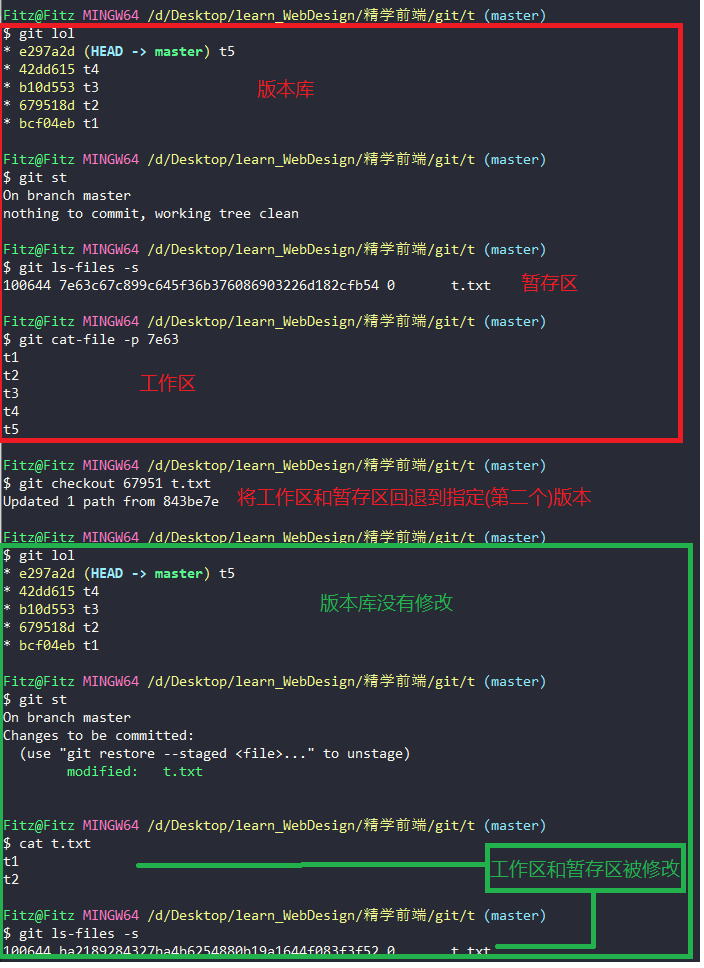 Fitz@Fitz MINGW64 /d/Desktop/learn_WebDesign/精学前端/git/t (master)
$ git lol
* e297a2d (HEAD -> master) t5
* 42dd615 t4
* b10d553 t3
版本库
* 679518d t2
* bcf04eb t1
Fitz@Fitz MINGW64 /d/Desktop/learn_WebDesign/精学前端/git/t (master)
$ git st
On branch master
nothing to commit, working tree clean
Fitz@Fitz MINGW64 /d/Desktop/learn_WebDesign/精学前端/git/t (master)
$ git ls-files -s
100644 7e63c67c899c645f36b376086903226d182cfb54 0 t.txt
暂存区
Fitz@Fitz MINGW64 /d/Desktop/learn_WebDesign/精学前端/git/t (master)
$ git cat-file -p 7e63
t1
t2
工作区
t3
t4
t5
Fitz@Fitz MINGW64 /d/Desktop/learn_WebDesign/精学前端/git/t (master)
$ git checkout 67951 t.txt
Updated 1 path from 843be7e
将工作区和暂存区回退到指定(第二个)版本
Fitz@Fitz MINGW64 /d/Desktop/learn_WebDesign/精学前端/git/t (master)
$ git lol
* e297a2d (HEAD -> master) t5
* 42dd615 t4
* b10d553 t3
版本库没有修改
* 679518d t2
* bcf04eb t1
Fitz@Fitz MINGW64 /d/Desktop/learn_WebDesign/精学前端/git/t (master)
$ git st
On branch master
Changes to be committed:
(use "git restore --staged <file>..." to unstage)
modified: t.txt
Fitz@Fitz MINGW64 /d/Desktop/learn_WebDesign/精学前端/git/t (master)
$ cat t.txt
t1
t2
工作区和暂存区被修改
Fitz@Fitz MINGW64 /d/Desktop/learn_WebDesign/精学前端/git/t (master)
$ git ls-files -s
100644 ba2189284327ba4b6254880b19a1644f083f3f52 0 t.txt